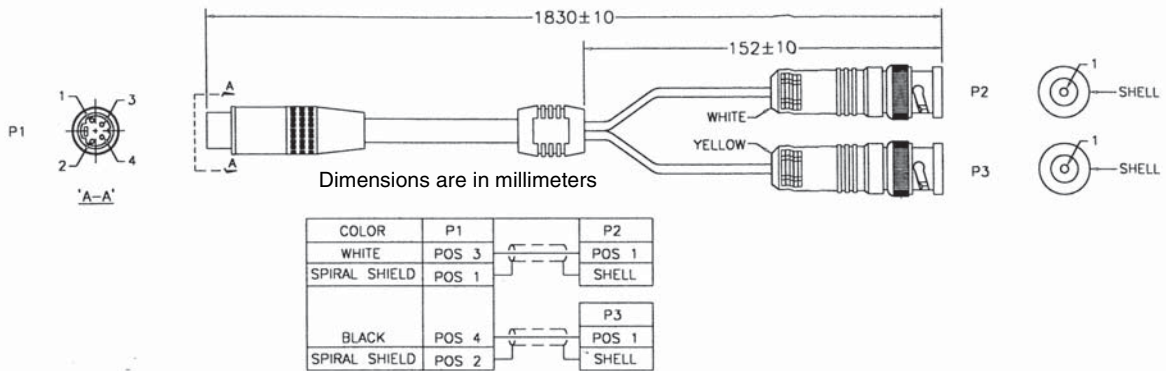 1830±10
152±10
A
1
3
P1
2
4
A
'A-A'
WHITE
YELLOW
P2
1
SHELL
P3
1
SHELL
Dimensions are in millimeters
COLOR P1 P2
WHITE POS 3 POS 1
SPIRAL SHIELD POS 1 SHELL
P3
BLACK POS 4 POS 1
SPIRAL SHIELD POS 2 SHELL